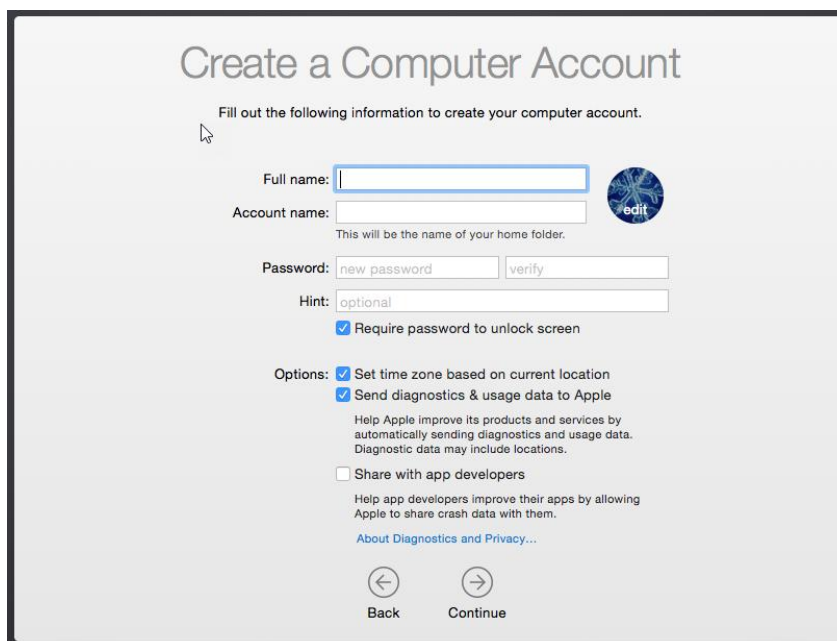 Create a Computer Account
Fill out the following information to create your computer account.
Full name:
edit
Account name:
This will be the name of your home folder.
Password: new password verify
Hint: optional
Require password to unlock screen
Options: Set time zone based on current location
Send diagnostics & usage data to Apple
Help Apple improve its products and services by
automatically sending diagnostics and usage data.
Diagnostic data may include locations.
Share with app developers
Help app developers improve their apps by allowing
Apple to share crash data with them.
About Diagnostics and Privacy...
Back Continue